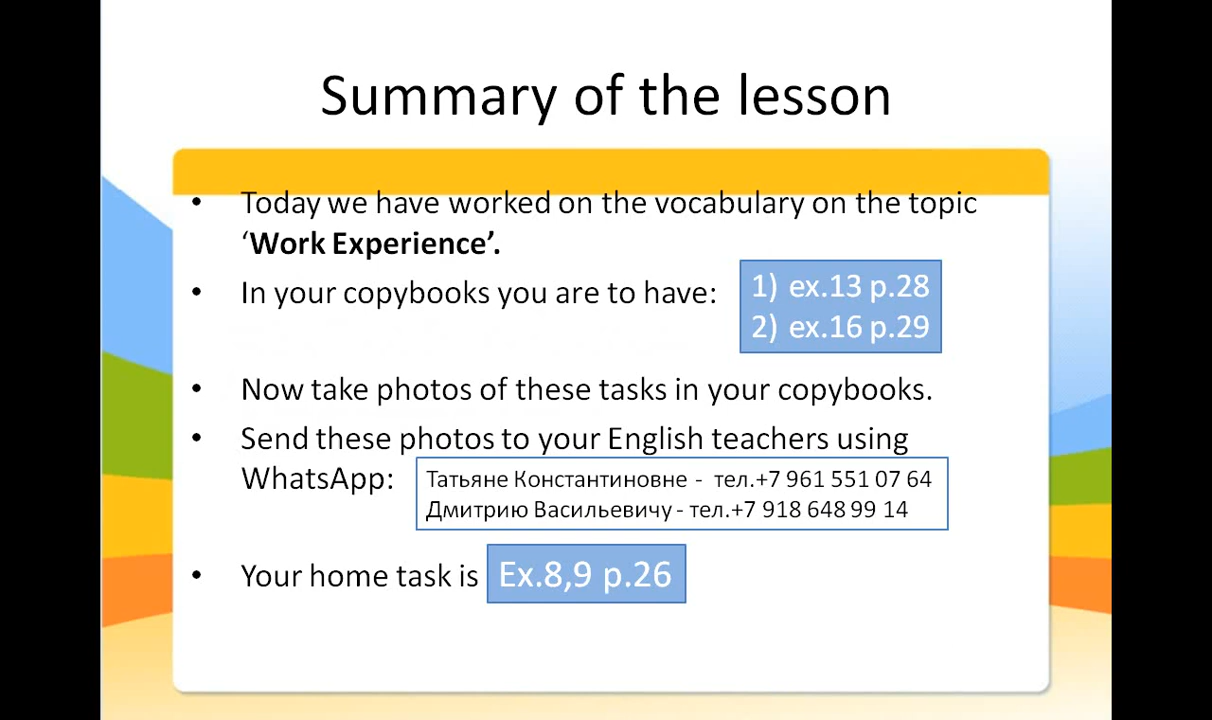 Summary of the lesson
• Today we have worked on the vocabulary on the topic
‘Work Experience’.
• In your copybooks you are to have:
1) ex.13 p.28
2) ex.16 p.29
• Now take photos of these tasks in your copybooks.
• Send these photos to your English teachers using
WhatsApp:
Татьяне Константиновне - тел.+7 961 551 07 64
Дмитрию Васильевичу - тел.+7 918 648 99 14
• Your home task is Ex.8,9 p.26